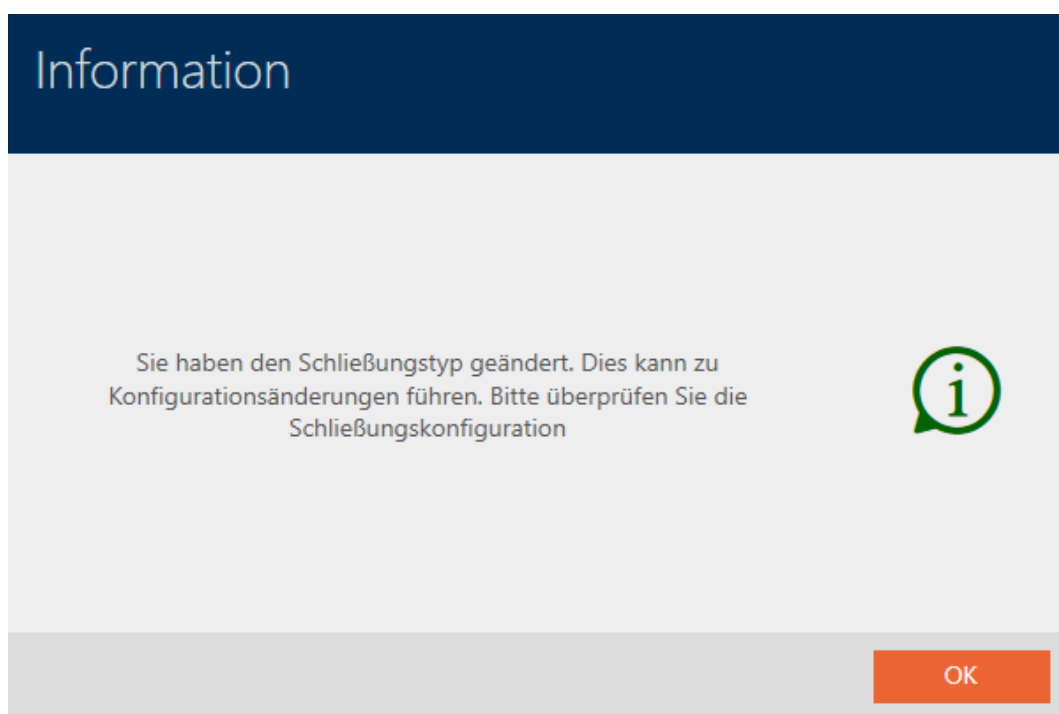 Information
Sie haben den Schließungstyp geändert. Dies kann zu
Konfigurationsänderungen führen. Bitte überprüfen Sie die
Schließungskonfiguration
OK